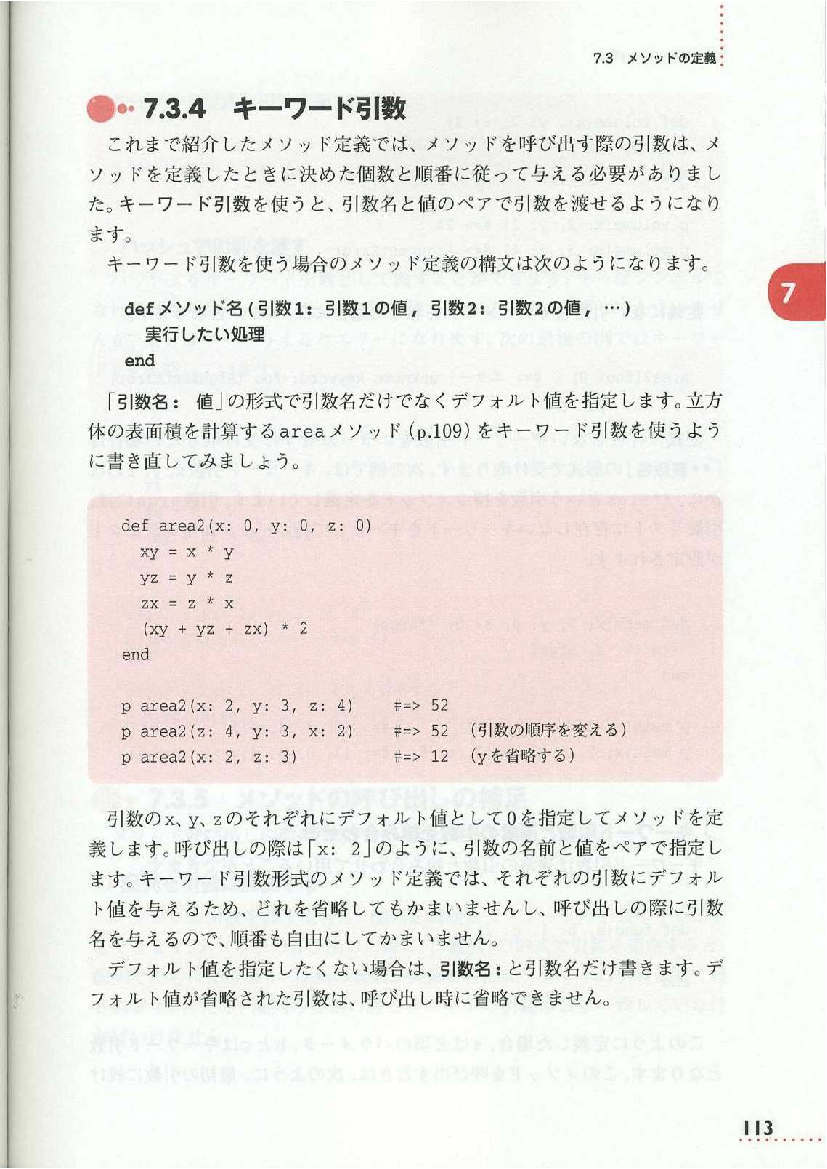 7.3 メソッドの定義
7.3.4 キーワード引数
これまで紹介したメソッド定義では、メソッドを呼び出す際の引数は、メ
ソッドを定義したときに決めた個数と順番に従って与える必要がありまし
た。キーワード引数を使うと、引数名と値のペアで引数を渡せるようになり
ます。
キーワード引数を使う場合のメソッド定義の構文は次のようになります。
7
defメソッド名(引数1: 引数1の値, 引数2: 引数2の値, …)
実行したい処理
end
「引数名: 値」の形式で引数名だけでなくデフォルト値を指定します。立方
体の表面積を計算するareaメソッド(p.109)をキーワード引数を使うよう
に書き直してみましょう。
def area2(x: 0, y: 0, z: 0)
xy = x * y
yz = y * z
zx = z * x
(xy + yz + zx) * 2
end
p area2(x: 2, y: 3, z: 4) #=> 52
p area2(z: 4, y: 3, x: 2) #=> 52 (引数の順序を変える)
p area2(x: 2, z: 3) #=> 12 (yを省略する)
引数のx、y、zのそれぞれにデフォルト値として0を指定してメソッドを定
義します。呼び出しの際は「x: 2」のように、引数の名前と値をペアで指定し
ます。キーワード引数形式のメソッド定義では、それぞれの引数にデフォル
ト値を与えるため、どれを省略してもかまいませんし、呼び出しの際に引数
名を与えるので、順番も自由にしてかまいません。
デフォルト値を指定したくない場合は、引数名:と引数名だけ書きます。デ
フォルト値が省略された引数は、呼び出し時に省略できません。
113